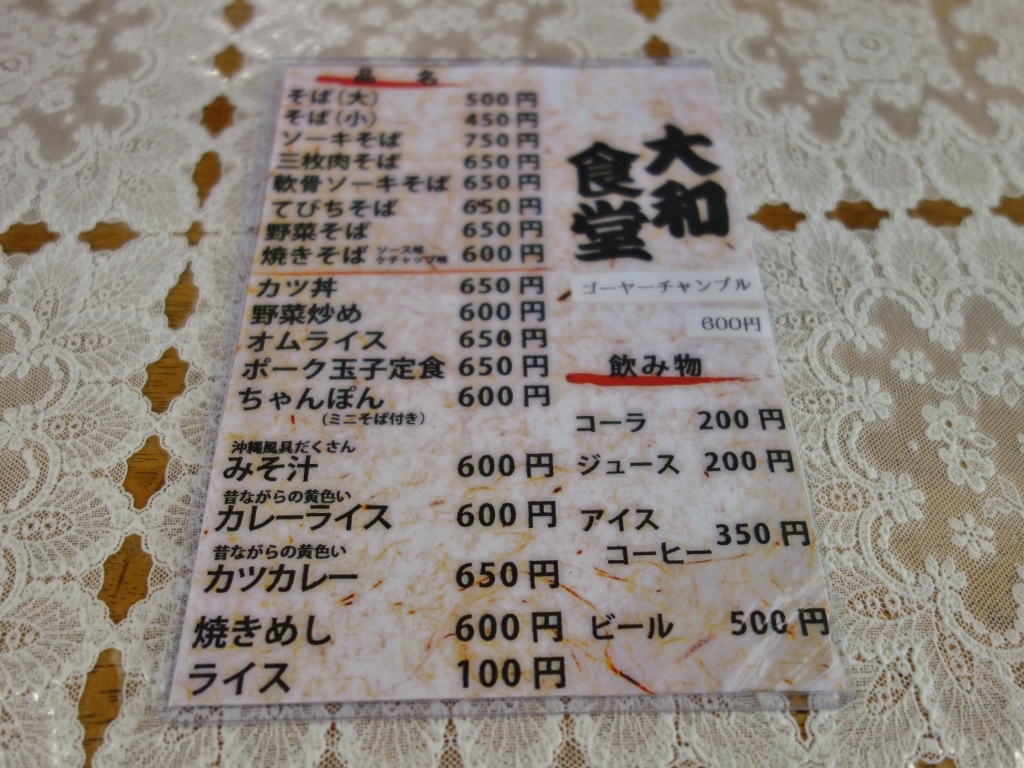 品 名
そば(大) 500円
そば(小) 450円
ソーキそば 750円
三枚肉そば 650円
軟骨ソーキそば 650円
てびちそば 650円
野菜そば 650円
焼きそば ソース味 ケチャップ味 600円
カツ丼 650円
野菜炒め 600円
オムライス 650円
ポーク玉子定食 650円
ちゃんぽん 600円
(ミニそば付き)
沖縄風具だくさん
みそ汁 600円
昔ながらの黄色い
カレーライス 600円
昔ながらの黄色い
カツカレー 650円
焼きめし 600円
ライス 100円
大和
食堂
ゴーヤーチャンプル
600円
飲み物
コーラ 200円
ジュース 200円
アイス
コーヒー 350円
ビール 500円